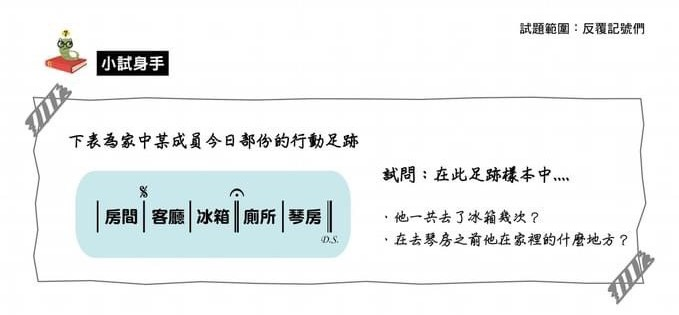 試題範圍：反覆記號們
小試身手
下表為家中某成員今日部份的行動足跡
房間 客廳 冰箱 廁所 琴房
D.S.
試問：在此足跡樣本中....
．他一共去了冰箱幾次？
．在去琴房之前他在家裡的什麼地方？